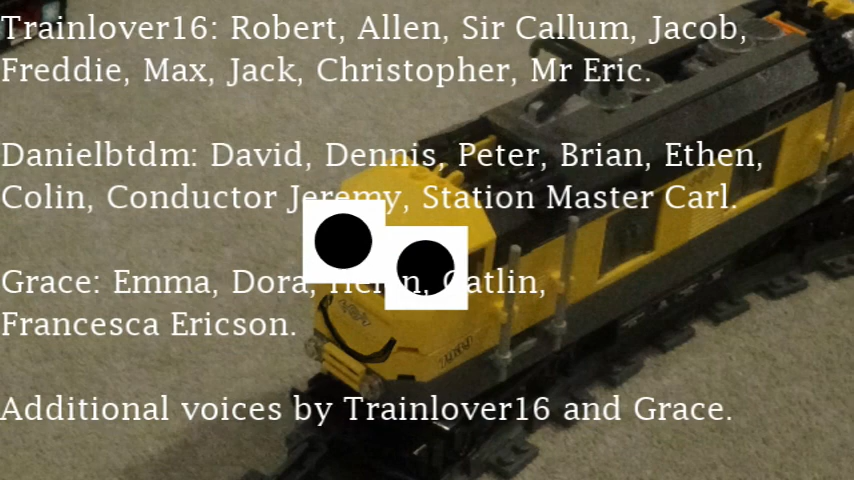 Trainlover16: Robert, Allen, Sir Callum, Jacob,
Freddie, Max, Jack, Christopher, Mr Eric.
Danielbtdm: David, Dennis, Peter, Brian, Ethen,
Colin, Conductor Jeremy, Station Master Carl.
Grace: Emma, Dora, Helen, Catlin,
Francesca Ericson.
Additional voices by Trainlover16 and Grace.